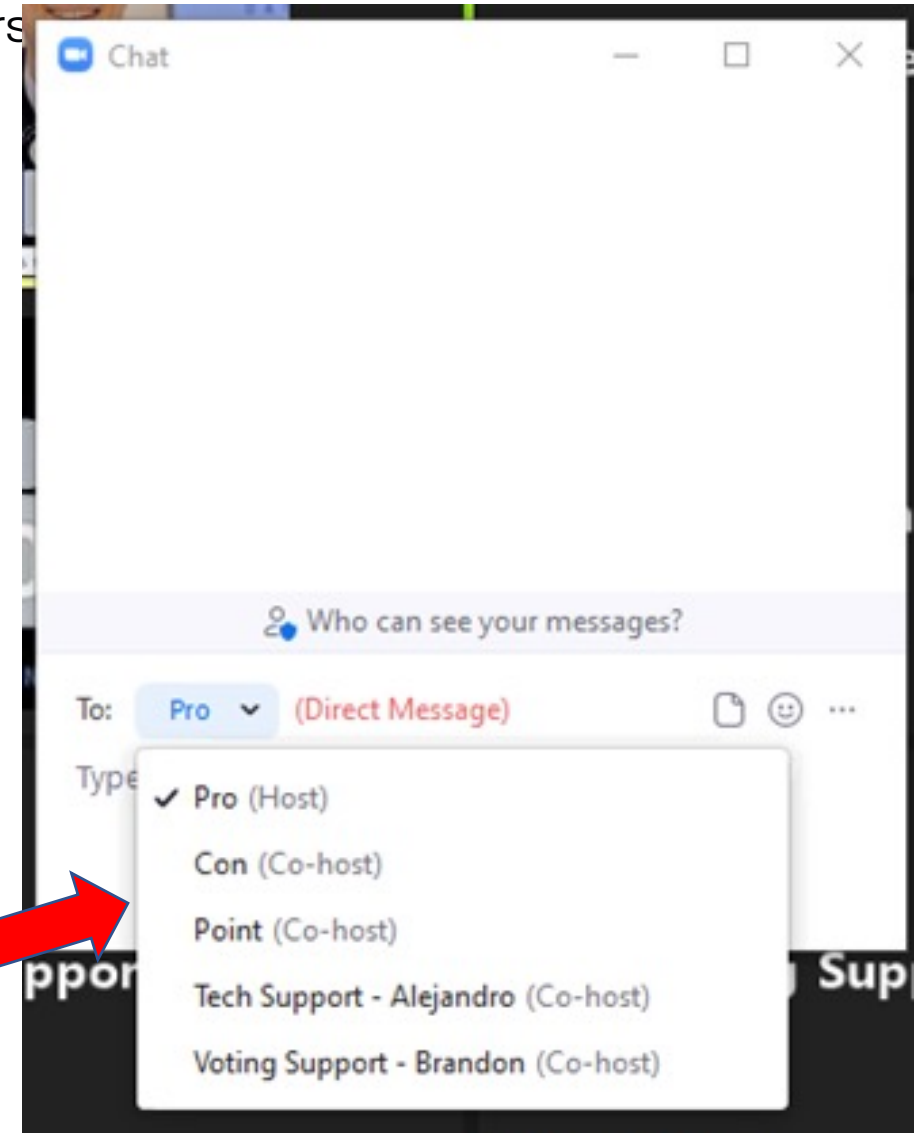 rs
Chat
Who can see your messages?
To: Pro (Direct Message)
Type
Pro (Host)
Con (Co-host)
Point (Co-host)
Tech Support - Alejandro (Co-host)
Voting Support - Brandon (Co-host)
ppor Sup